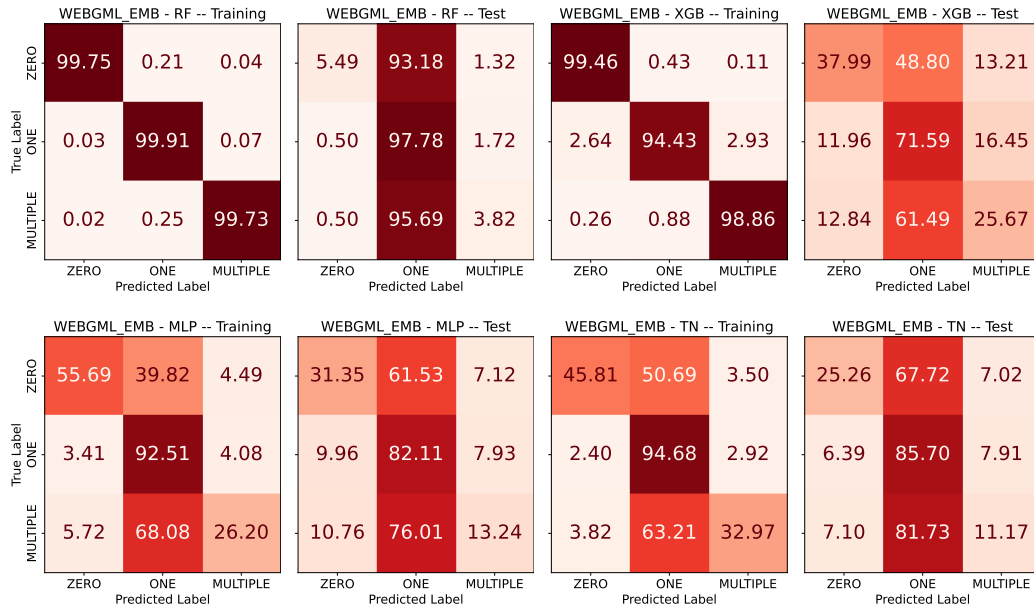 WEBGML_EMB - RF -- Training
WEBGML_EMB - RF -- Test
WEBGML_EMB - XGB -- Training
WEBGML_EMB - XGB -- Test
True Label
ZERO
99.75 0.21 0.04
5.49 93.18 1.32
99.46 0.43 0.11
37.99 48.80 13.21
ONE
0.03 99.91 0.07
0.50 97.78 1.72
2.64 94.43 2.93
11.96 71.59 16.45
MULTIPLE
0.02 0.25 99.73
0.50 95.69 3.82
0.26 0.88 98.86
12.84 61.49 25.67
ZERO ONE MULTIPLE
ZERO ONE MULTIPLE
ZERO ONE MULTIPLE
ZERO ONE MULTIPLE
Predicted Label
Predicted Label
Predicted Label
Predicted Label
WEBGML_EMB - MLP -- Training
WEBGML_EMB - MLP -- Test
WEBGML_EMB - TN -- Training
WEBGML_EMB - TN -- Test
True Label
ZERO
55.69 39.82 4.49
31.35 61.53 7.12
45.81 50.69 3.50
25.26 67.72 7.02
ONE
3.41 92.51 4.08
9.96 82.11 7.93
2.40 94.68 2.92
6.39 85.70 7.91
MULTIPLE
5.72 68.08 26.20
10.76 76.01 13.24
3.82 63.21 32.97
7.10 81.73 11.17
ZERO ONE MULTIPLE
ZERO ONE MULTIPLE
ZERO ONE MULTIPLE
ZERO ONE MULTIPLE
Predicted Label
Predicted Label
Predicted Label
Predicted Label